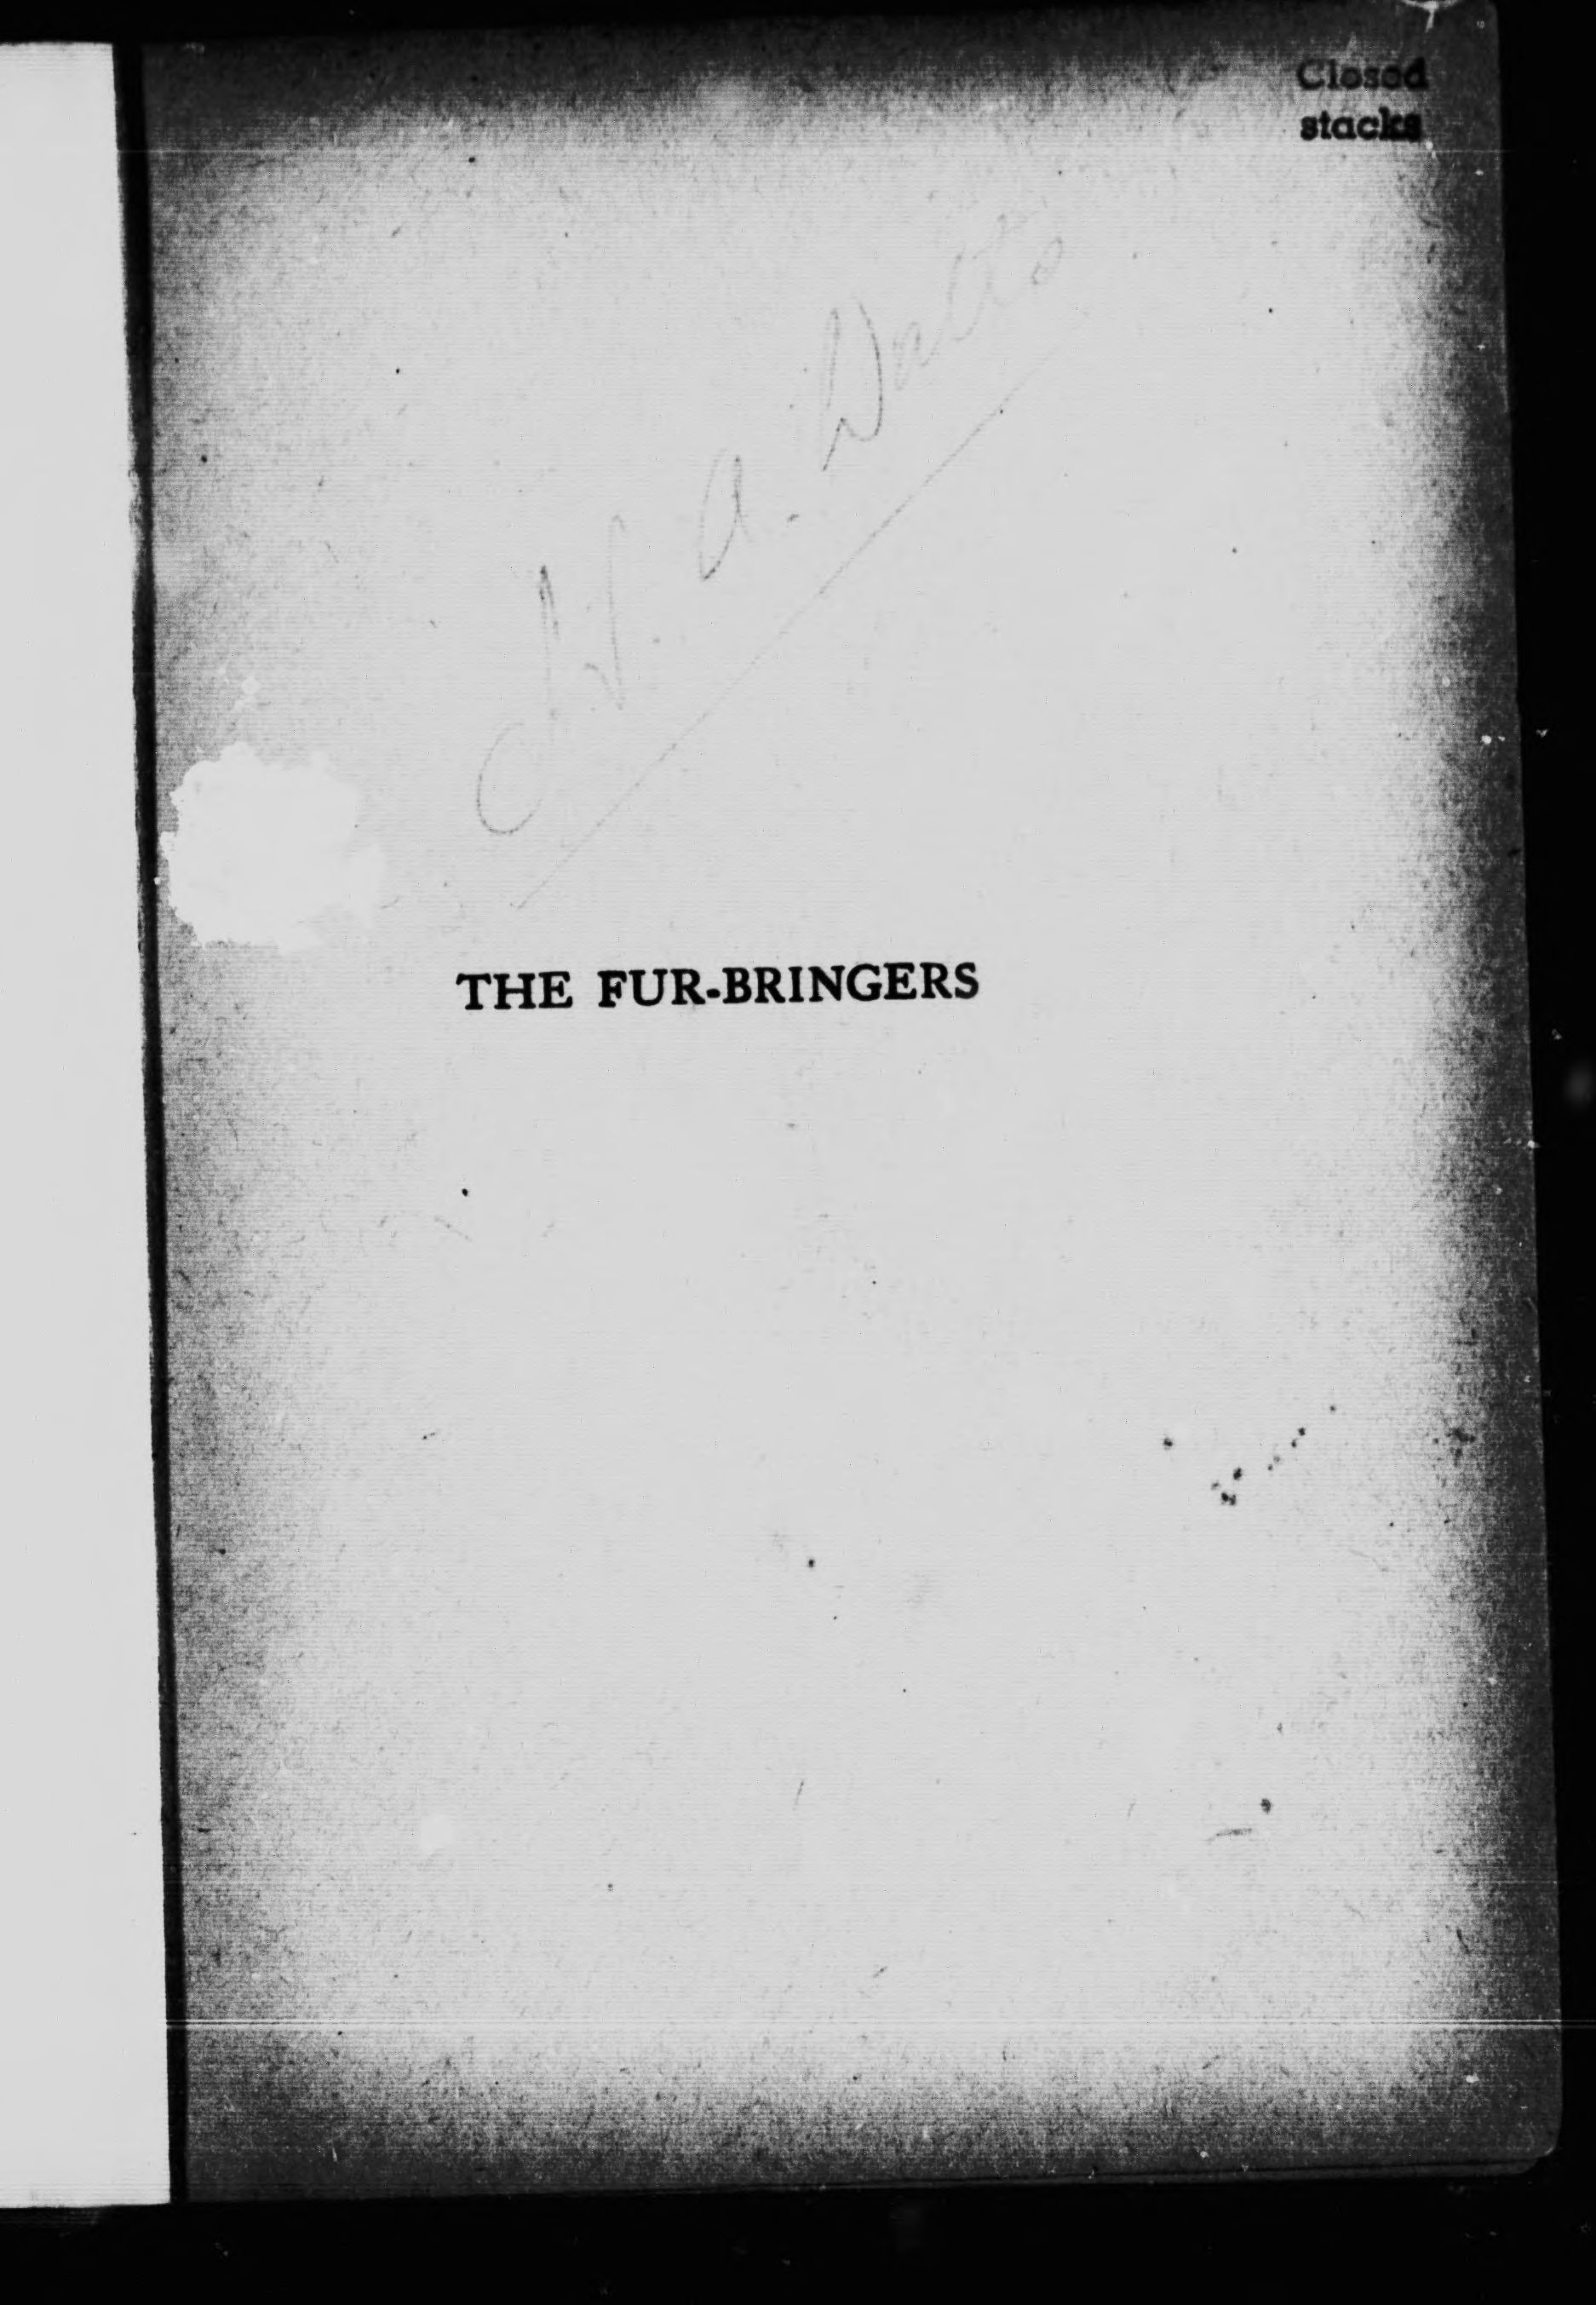 Closed
stacks
A.
THE FUR-BRINGERS